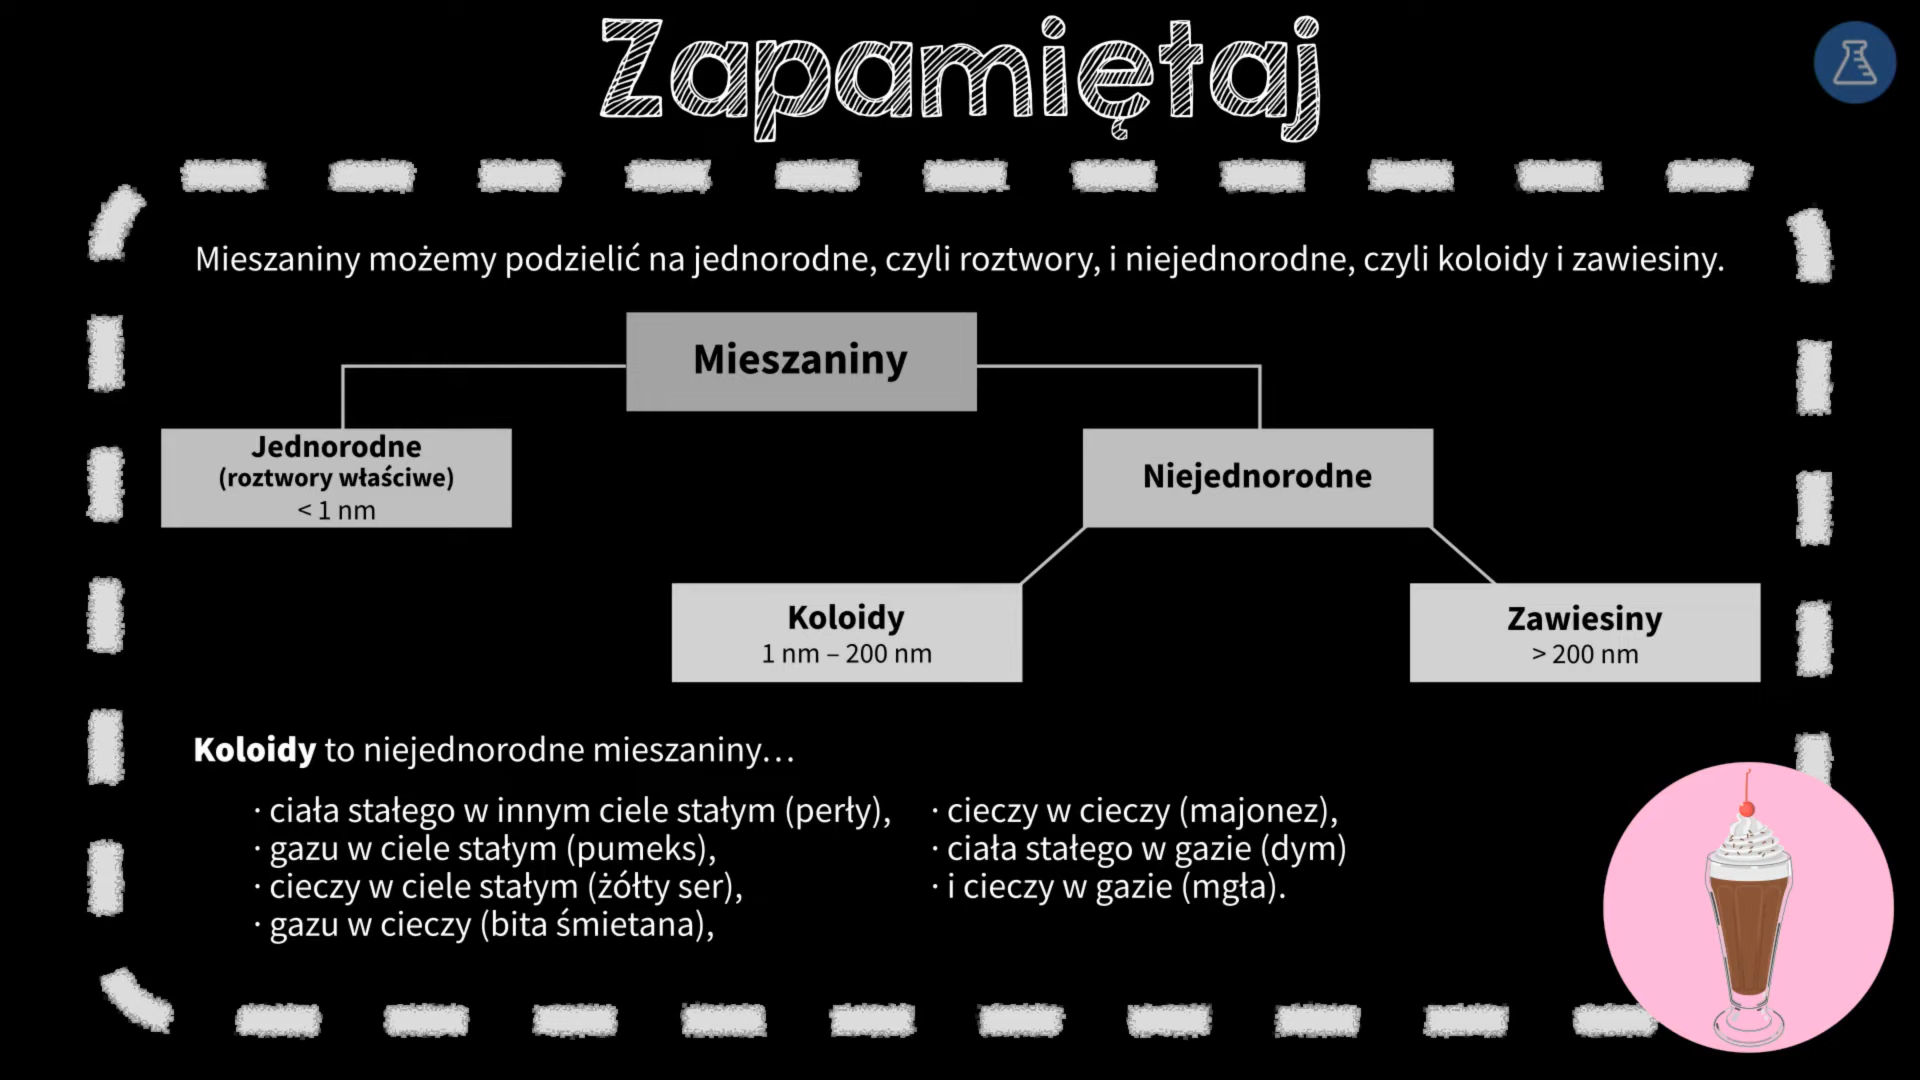 Zapamiętaj
Mieszaniny możemy podzielić na jednorodne, czyli roztwory, i niejednorodne, czyli koloidy i zawiesiny.
Mieszaniny
Jednorodne
(roztwory właściwe)
< 1 nm
Niejednorodne
Koloidy
1 nm – 200 nm
Zawiesiny
> 200 nm
Koloidy to niejednorodne mieszaniny…
· ciała stałego w innym ciele stałym (perły),
· gazu w ciele stałym (pumeks),
· cieczy w ciele stałym (żółty ser),
· gazu w cieczy (bita śmietana),
· cieczy w cieczy (majonez),
· ciała stałego w gazie (dym)
· i cieczy w gazie (mgła).